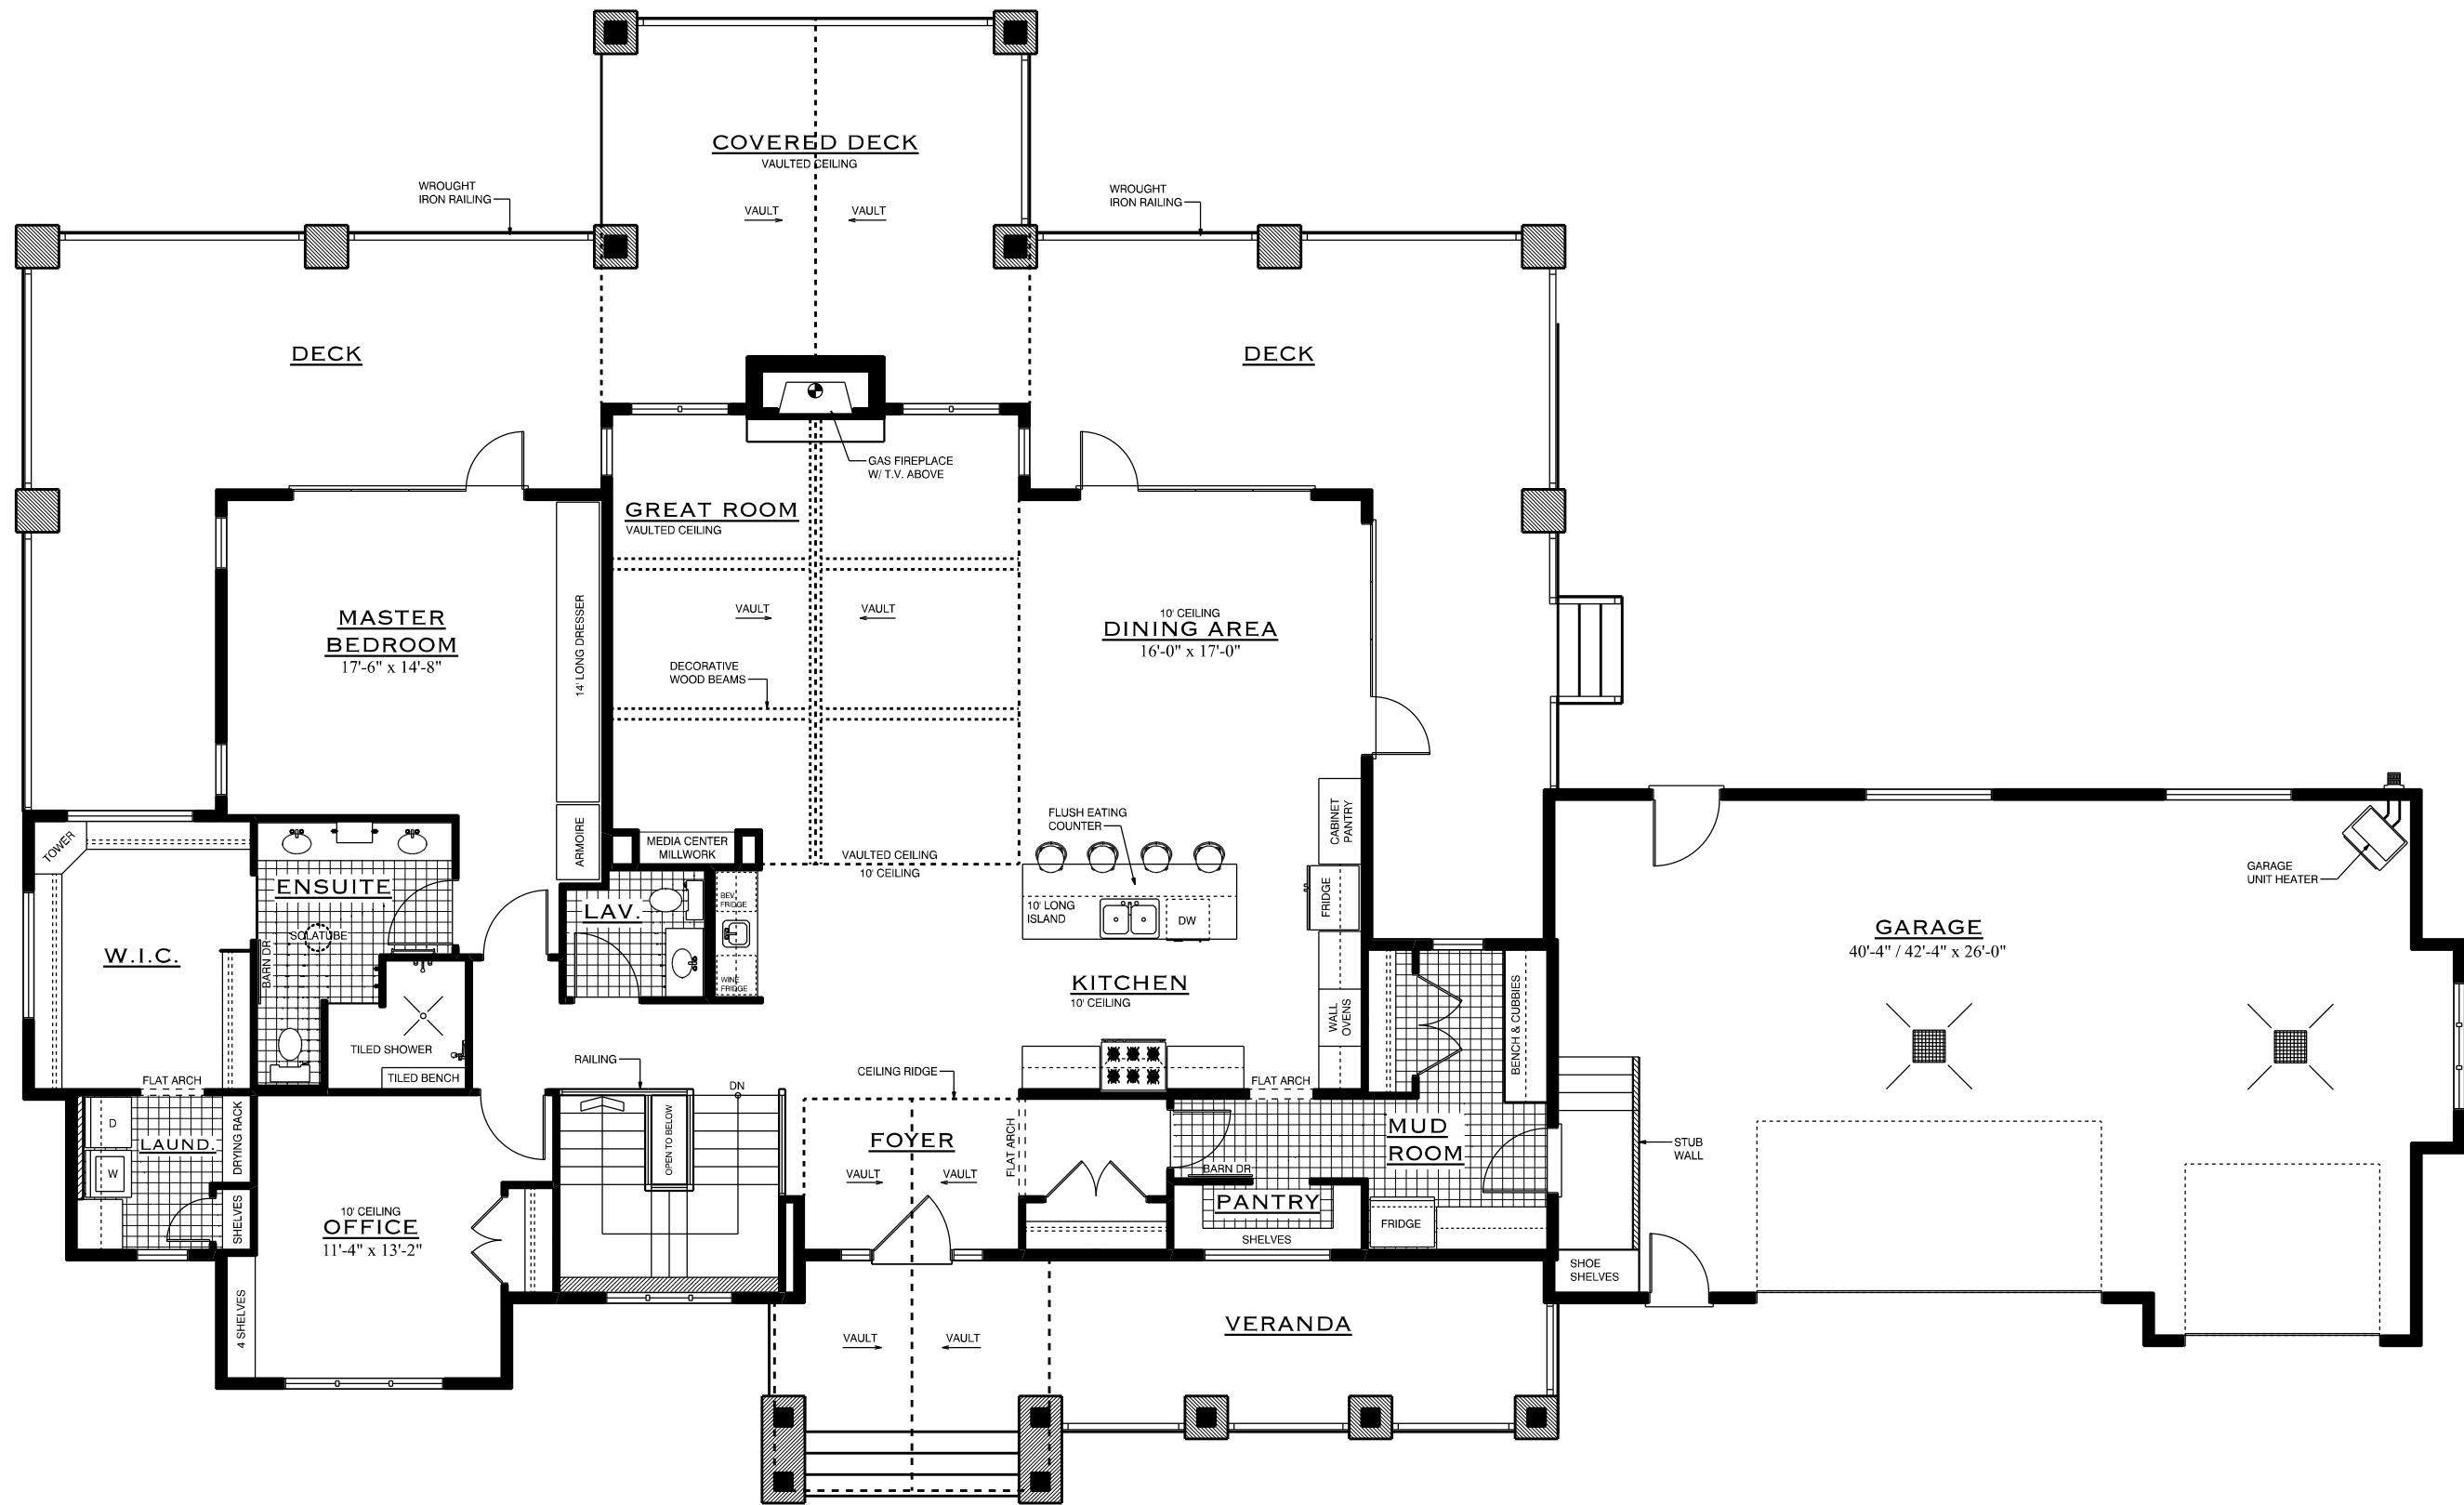 COVERED DECK
VAULTED CEILING
VAULT
VAULT
WROUGHT
IRON RAILING
WROUGHT
IRON RAILING
DECK
DECK
GAS FIREPLACE
W/ T.V. ABOVE
GREAT ROOM
VAULTED CEILING
VAULT
VAULT
DECORATIVE
WOOD BEAMS
MASTER
BEDROOM
17'-6" x 14'-8"
14' LONG DRESSER
ARMOIRE
10' CEILING
DINING AREA
16'-0" x 17'-0"
MEDIA CENTER
MILLWORK
VAULTED CEILING
10' CEILING
FLUSH EATING
COUNTER
CABINET
PANTRY
FRIDGE
10' LONG
ISLAND
DW
KITCHEN
10' CEILING
WALL
OVENS
TOWER
ENSUITE
SOLATUBE
BARN DR
W.I.C.
LAV.
BEV.
FRIDGE
WINE
FRIDGE
TILED SHOWER
TILED BENCH
FLAT ARCH
RAILING
DN
OPEN TO BELOW
CEILING RIDGE
FLAT ARCH
BENCH & CUBBIES
GARAGE
40'-4" / 42'-4" x 26'-0"
GARAGE
UNIT HEATER
D
LAUND.
W
DRYING RACK
SHELVES
10' CEILING
OFFICE
11'-4" x 13'-2"
4 SHELVES
FOYER
VAULT
VAULT
FLAT ARCH
MUD
ROOM
BARN DR
PANTRY
SHELVES
FRIDGE
STUB
WALL
SHOE
SHELVES
VAULT
VAULT
VERANDA